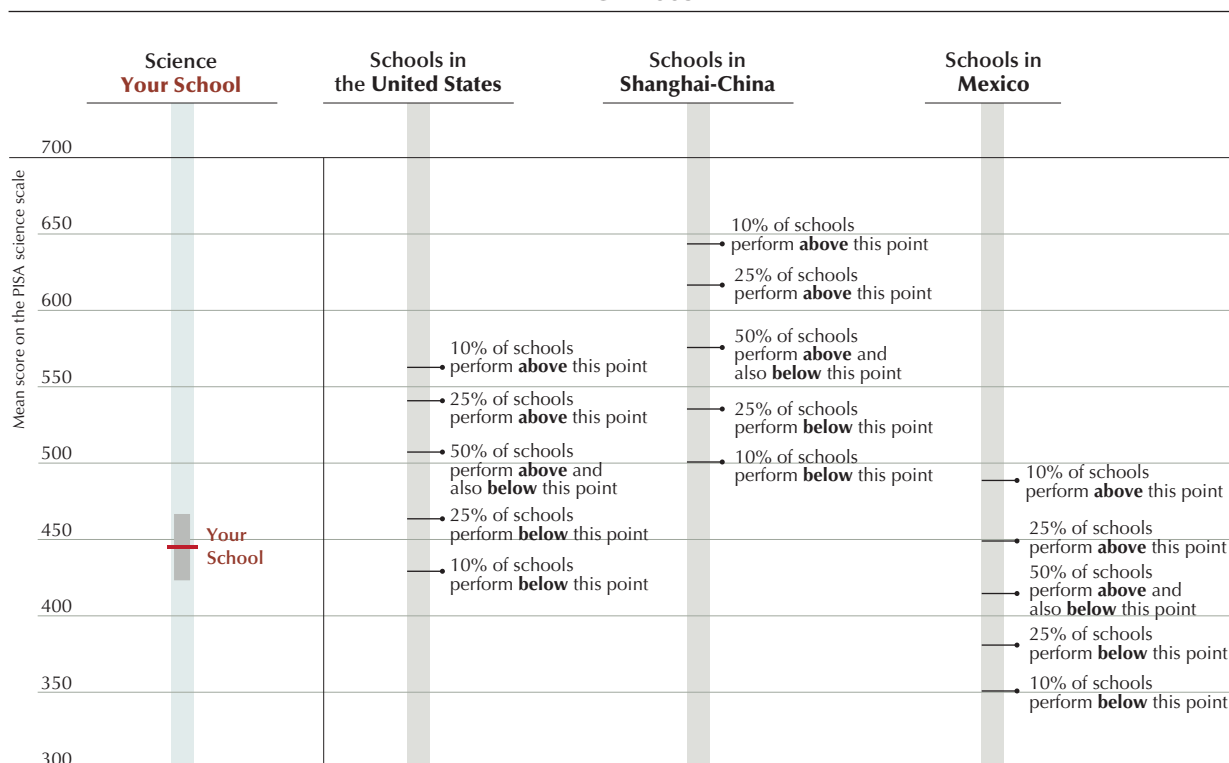 Science
Your School
Schools in
the United States
Schools in
Shanghai-China
Schools in
Mexico
Mean score on the PISA science scale
700
650
600
550
500
450
400
350
300
Your
School
10% of schools
perform above this point
25% of schools
perform above this point
50% of schools
perform above and
also below this point
25% of schools
perform below this point
10% of schools
perform below this point
10% of schools
perform above this point
25% of schools
perform above this point
50% of schools
perform above and
also below this point
25% of schools
perform below this point
10% of schools
perform below this point
10% of schools
perform above this point
25% of schools
perform above this point
50% of schools
perform above and
also below this point
25% of schools
perform below this point
10% of schools
perform below this point